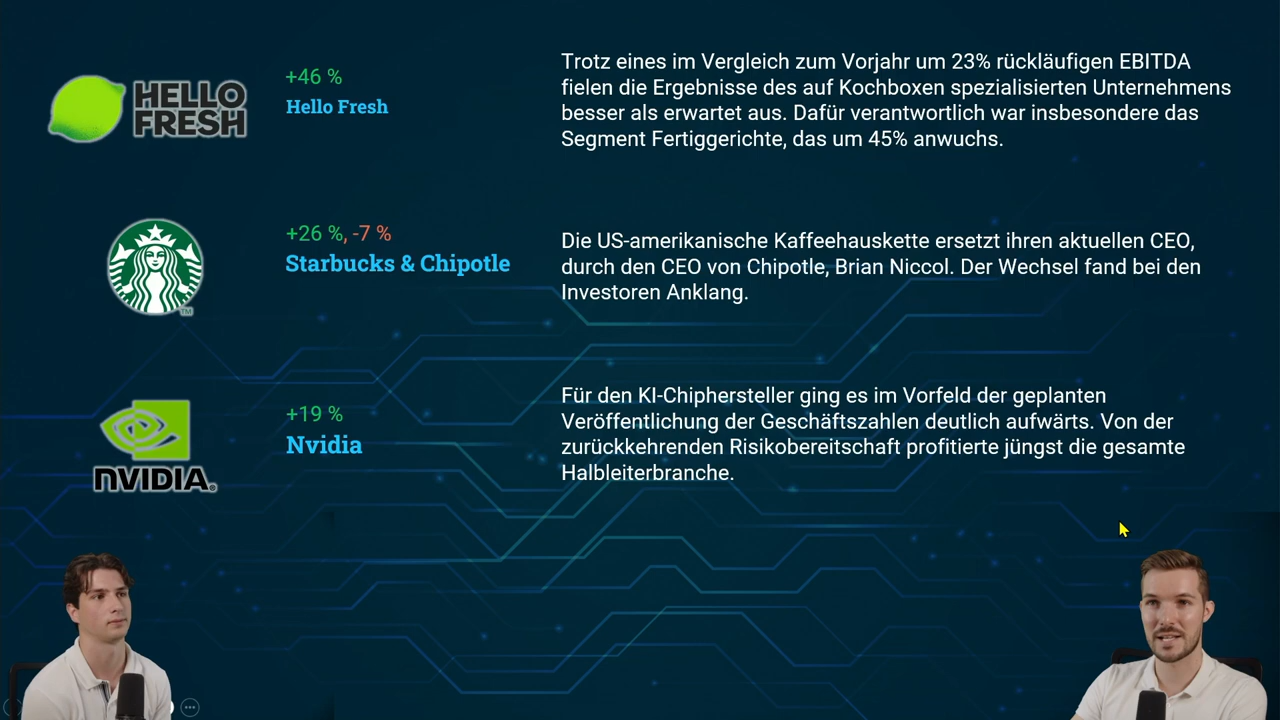 HELLO
FRESH
+46 %
Hello Fresh
Trotz eines im Vergleich zum Vorjahr um 23% rückläufigen EBITDA
fielen die Ergebnisse des auf Kochboxen spezialisierten Unternehmens
besser als erwartet aus. Dafür verantwortlich war insbesondere das
Segment Fertiggerichte, das um 45% anwuchs.
TM
+26 %, -7 %
Starbucks & Chipotle
Die US-amerikanische Kaffeehauskette ersetzt ihren aktuellen CEO,
durch den CEO von Chipotle, Brian Niccol. Der Wechsel fand bei den
Investoren Anklang.
NVIDIA®
+19 %
Nvidia
Für den KI-Chiphersteller ging es im Vorfeld der geplanten
Veröffentlichung der Geschäftszahlen deutlich aufwärts. Von der
zurückkehrenden Risikobereitschaft profitierte jüngst die gesamte
Halbleiterbranche.